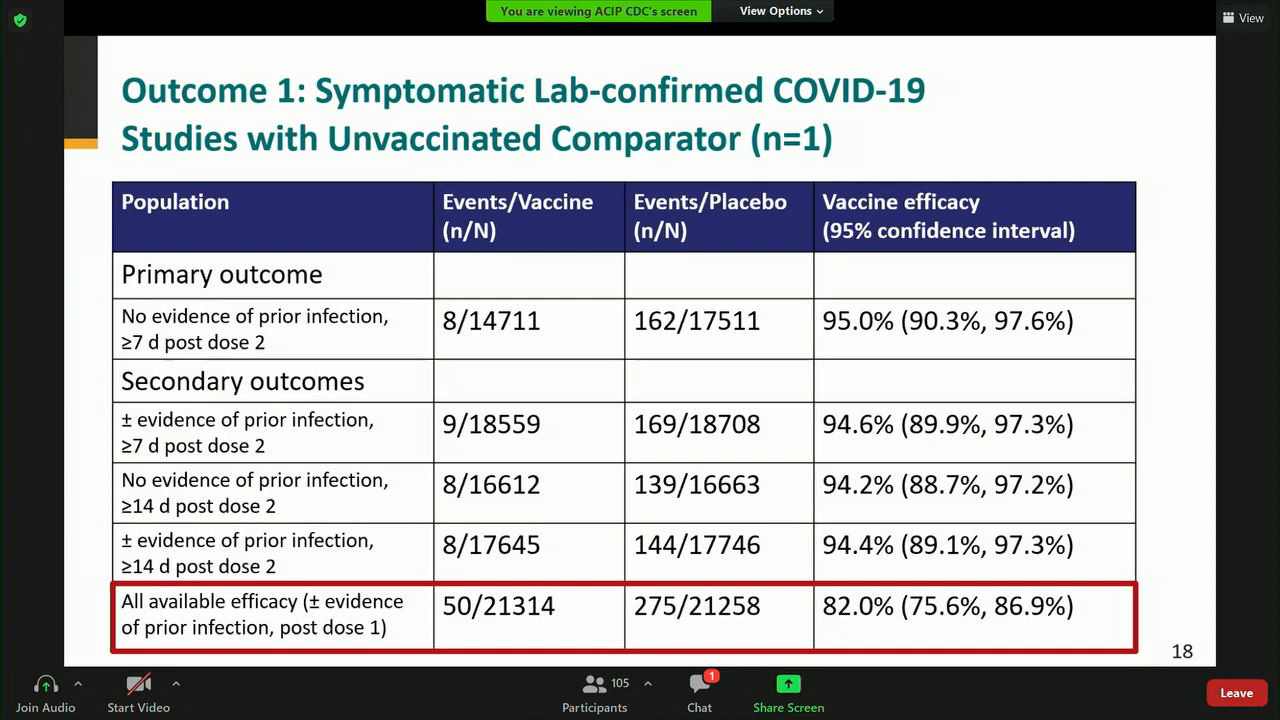 You are viewing ACIP CDC's screen
View Options
View
Outcome 1: Symptomatic Lab-confirmed COVID-19
Studies with Unvaccinated Comparator (n=1)
Population
Events/Vaccine
(n/N)
Events/Placebo
(n/N)
Vaccine efficacy
(95% confidence interval)
Primary outcome
No evidence of prior infection,
≥7 d post dose 2
8/14711
162/17511
95.0% (90.3%, 97.6%)
Secondary outcomes
± evidence of prior infection,
≥7 d post dose 2
9/18559
169/18708
94.6% (89.9%, 97.3%)
No evidence of prior infection,
≥14 d post dose 2
8/16612
139/16663
94.2% (88.7%, 97.2%)
± evidence of prior infection,
≥14 d post dose 2
8/17645
144/17746
94.4% (89.1%, 97.3%)
All available efficacy (± evidence
of prior infection, post dose 1)
50/21314
275/21258
82.0% (75.6%, 86.9%)
18
Join Audio
Start Video
105
Participants
1
Chat
Share Screen
Leave